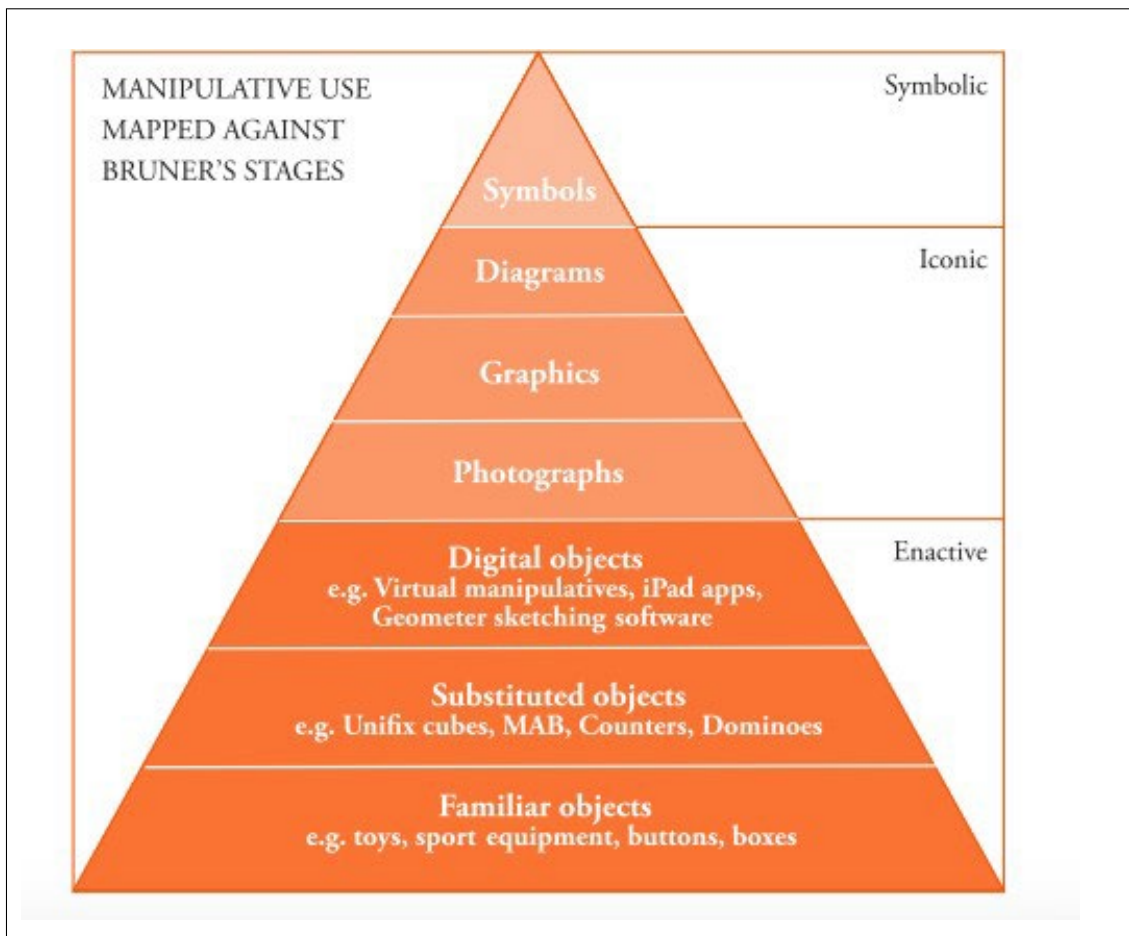 MANIPULATIVE USE
MAPPED AGAINST
BRUNER'S STAGES
Symbolic
Symbols
Iconic
Diagrams
Graphics
Photographs
Enactive
Digital objects
e.g. Virtual manipulatives, iPad apps,
Geometer sketching software
Substituted objects
e.g. Unifix cubes, MAB, Counters, Dominoes
Familiar objects
e.g. toys, sport equipment, buttons, boxes